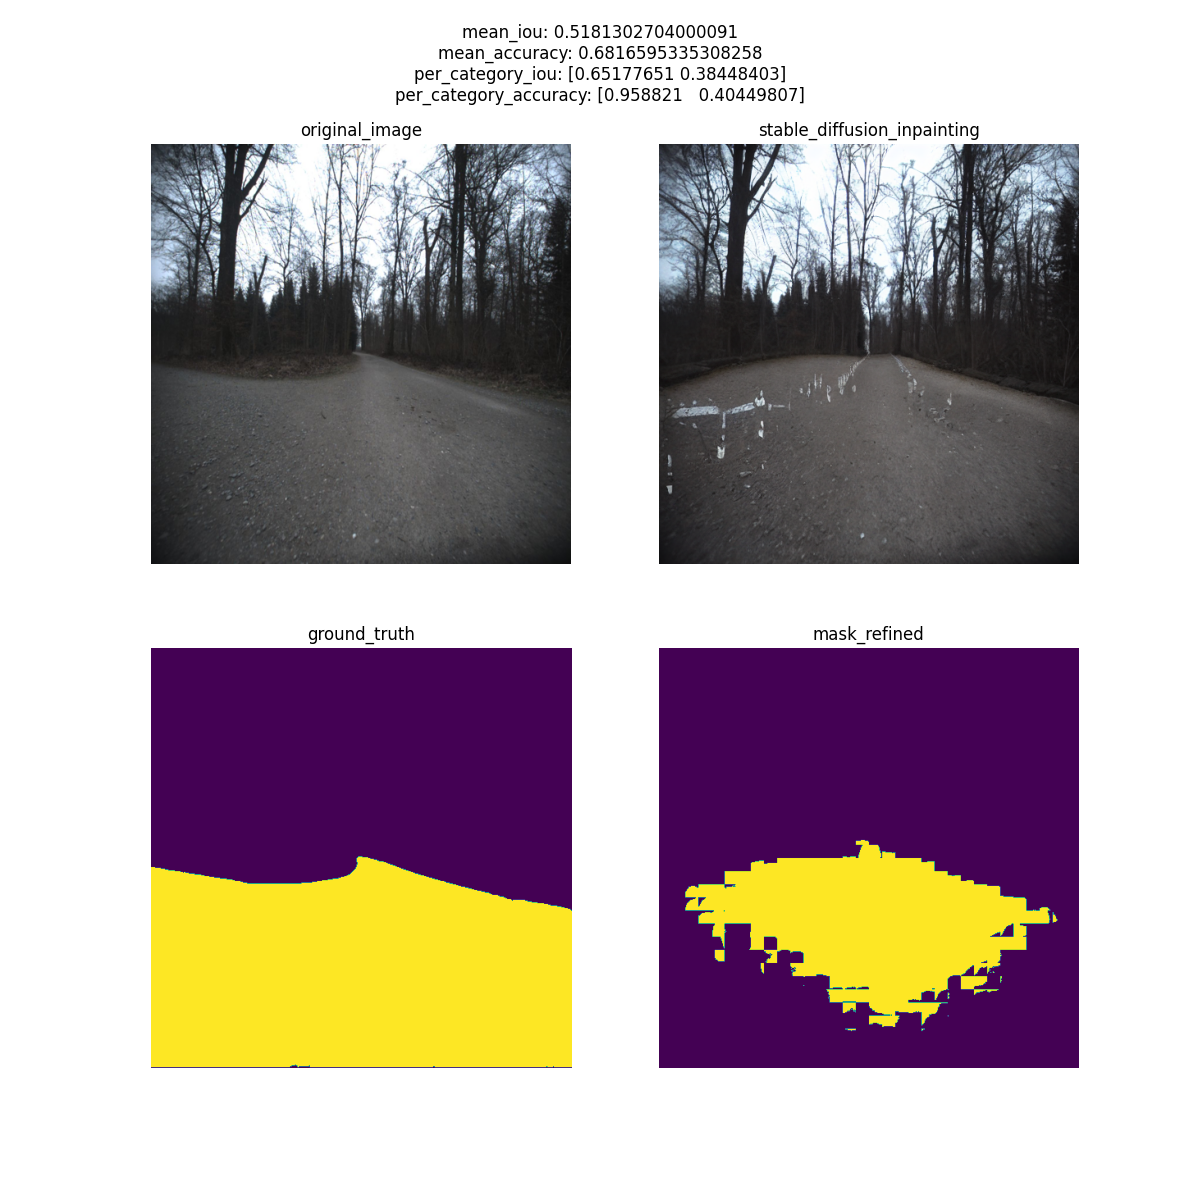 mean_iou: 0.5181302704000091
mean_accuracy: 0.6816595335308258
per_category_iou: [0.65177651 0.38448403]
per_category_accuracy: [0.958821   0.40449807]
original_image
stable_diffusion_inpainting
ground_truth
mask_refined